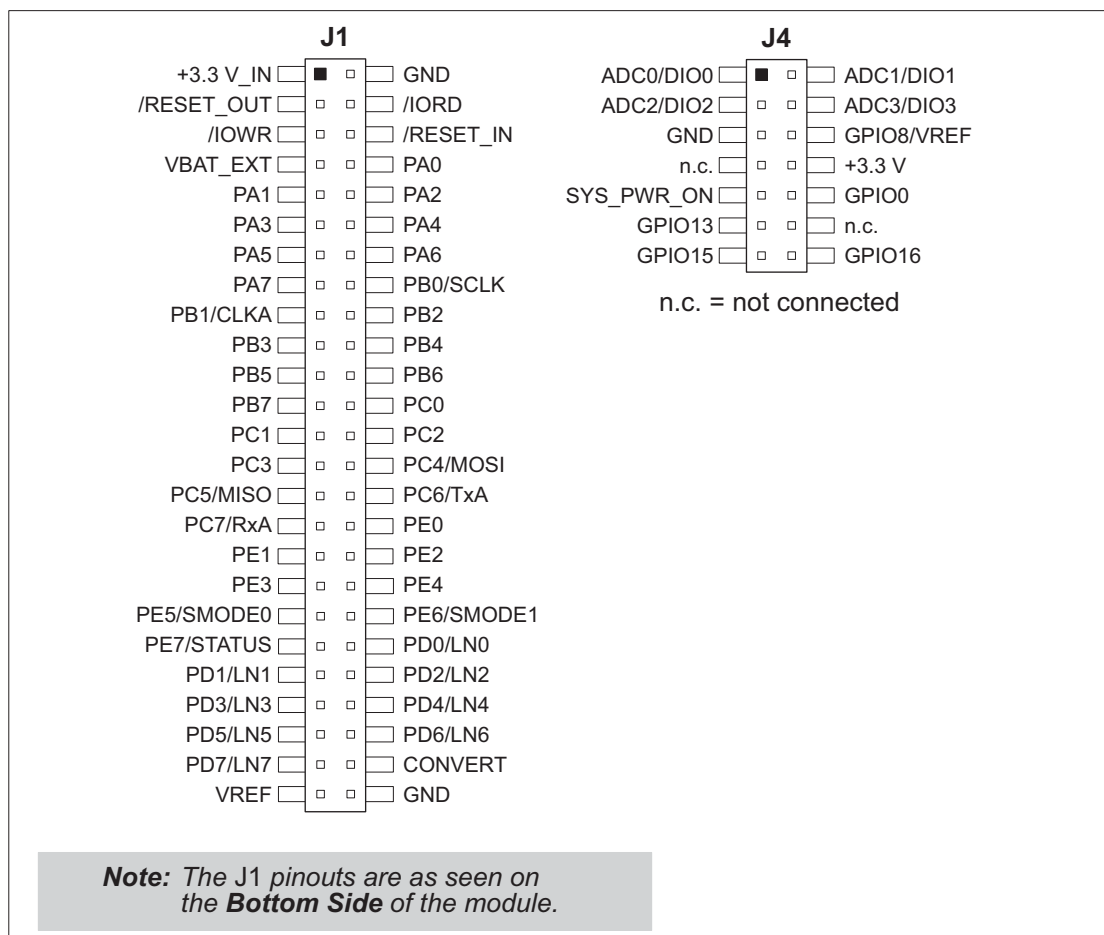 J1
+3.3 V_IN GND
/RESET_OUT /IORD
/IOWR /RESET_IN
VBAT_EXT PA0
PA1 PA2
PA3 PA4
PA5 PA6
PA7 PB0/SCLK
PB1/CLKA PB2
PB3 PB4
PB5 PB6
PB7 PC0
PC1 PC2
PC3 PC4/MOSI
PC5/MISO PC6/TxA
PC7/RxA PE0
PE1 PE2
PE3 PE4
PE5/SMODE0 PE6/SMODE1
PE7/STATUS PD0/LN0
PD1/LN1 PD2/LN2
PD3/LN3 PD4/LN4
PD5/LN5 PD6/LN6
PD7/LN7 CONVERT
VREF GND
J4
ADC0/DIO0 ADC1/DIO1
ADC2/DIO2 ADC3/DIO3
GND GPIO8/VREF
n.c. +3.3 V
SYS_PWR_ON GPIO0
GPIO13 n.c.
GPIO15 GPIO16
n.c. = not connected
Note: The J1 pinouts are as seen on
the Bottom Side of the module.